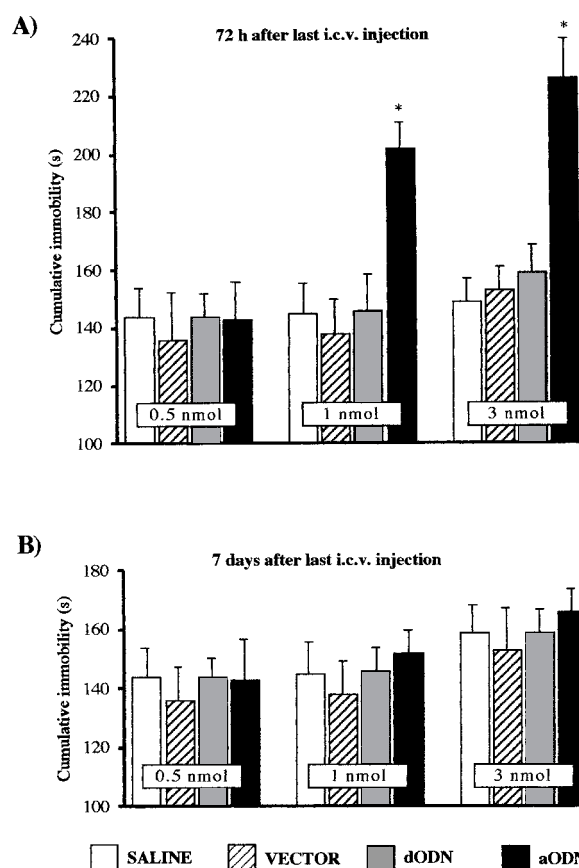 A)
72 h after last i.c.v. injection
Cumulative immobility (s)
240
220
200
180
160
140
120
100
*
*
0.5 nmol
1 nmol
3 nmol
B)
7 days after last i.c.v. injection
Cumulative immobility (s)
180
160
140
120
100
0.5 nmol
1 nmol
3 nmol
SALINE VECTOR dODN aODN